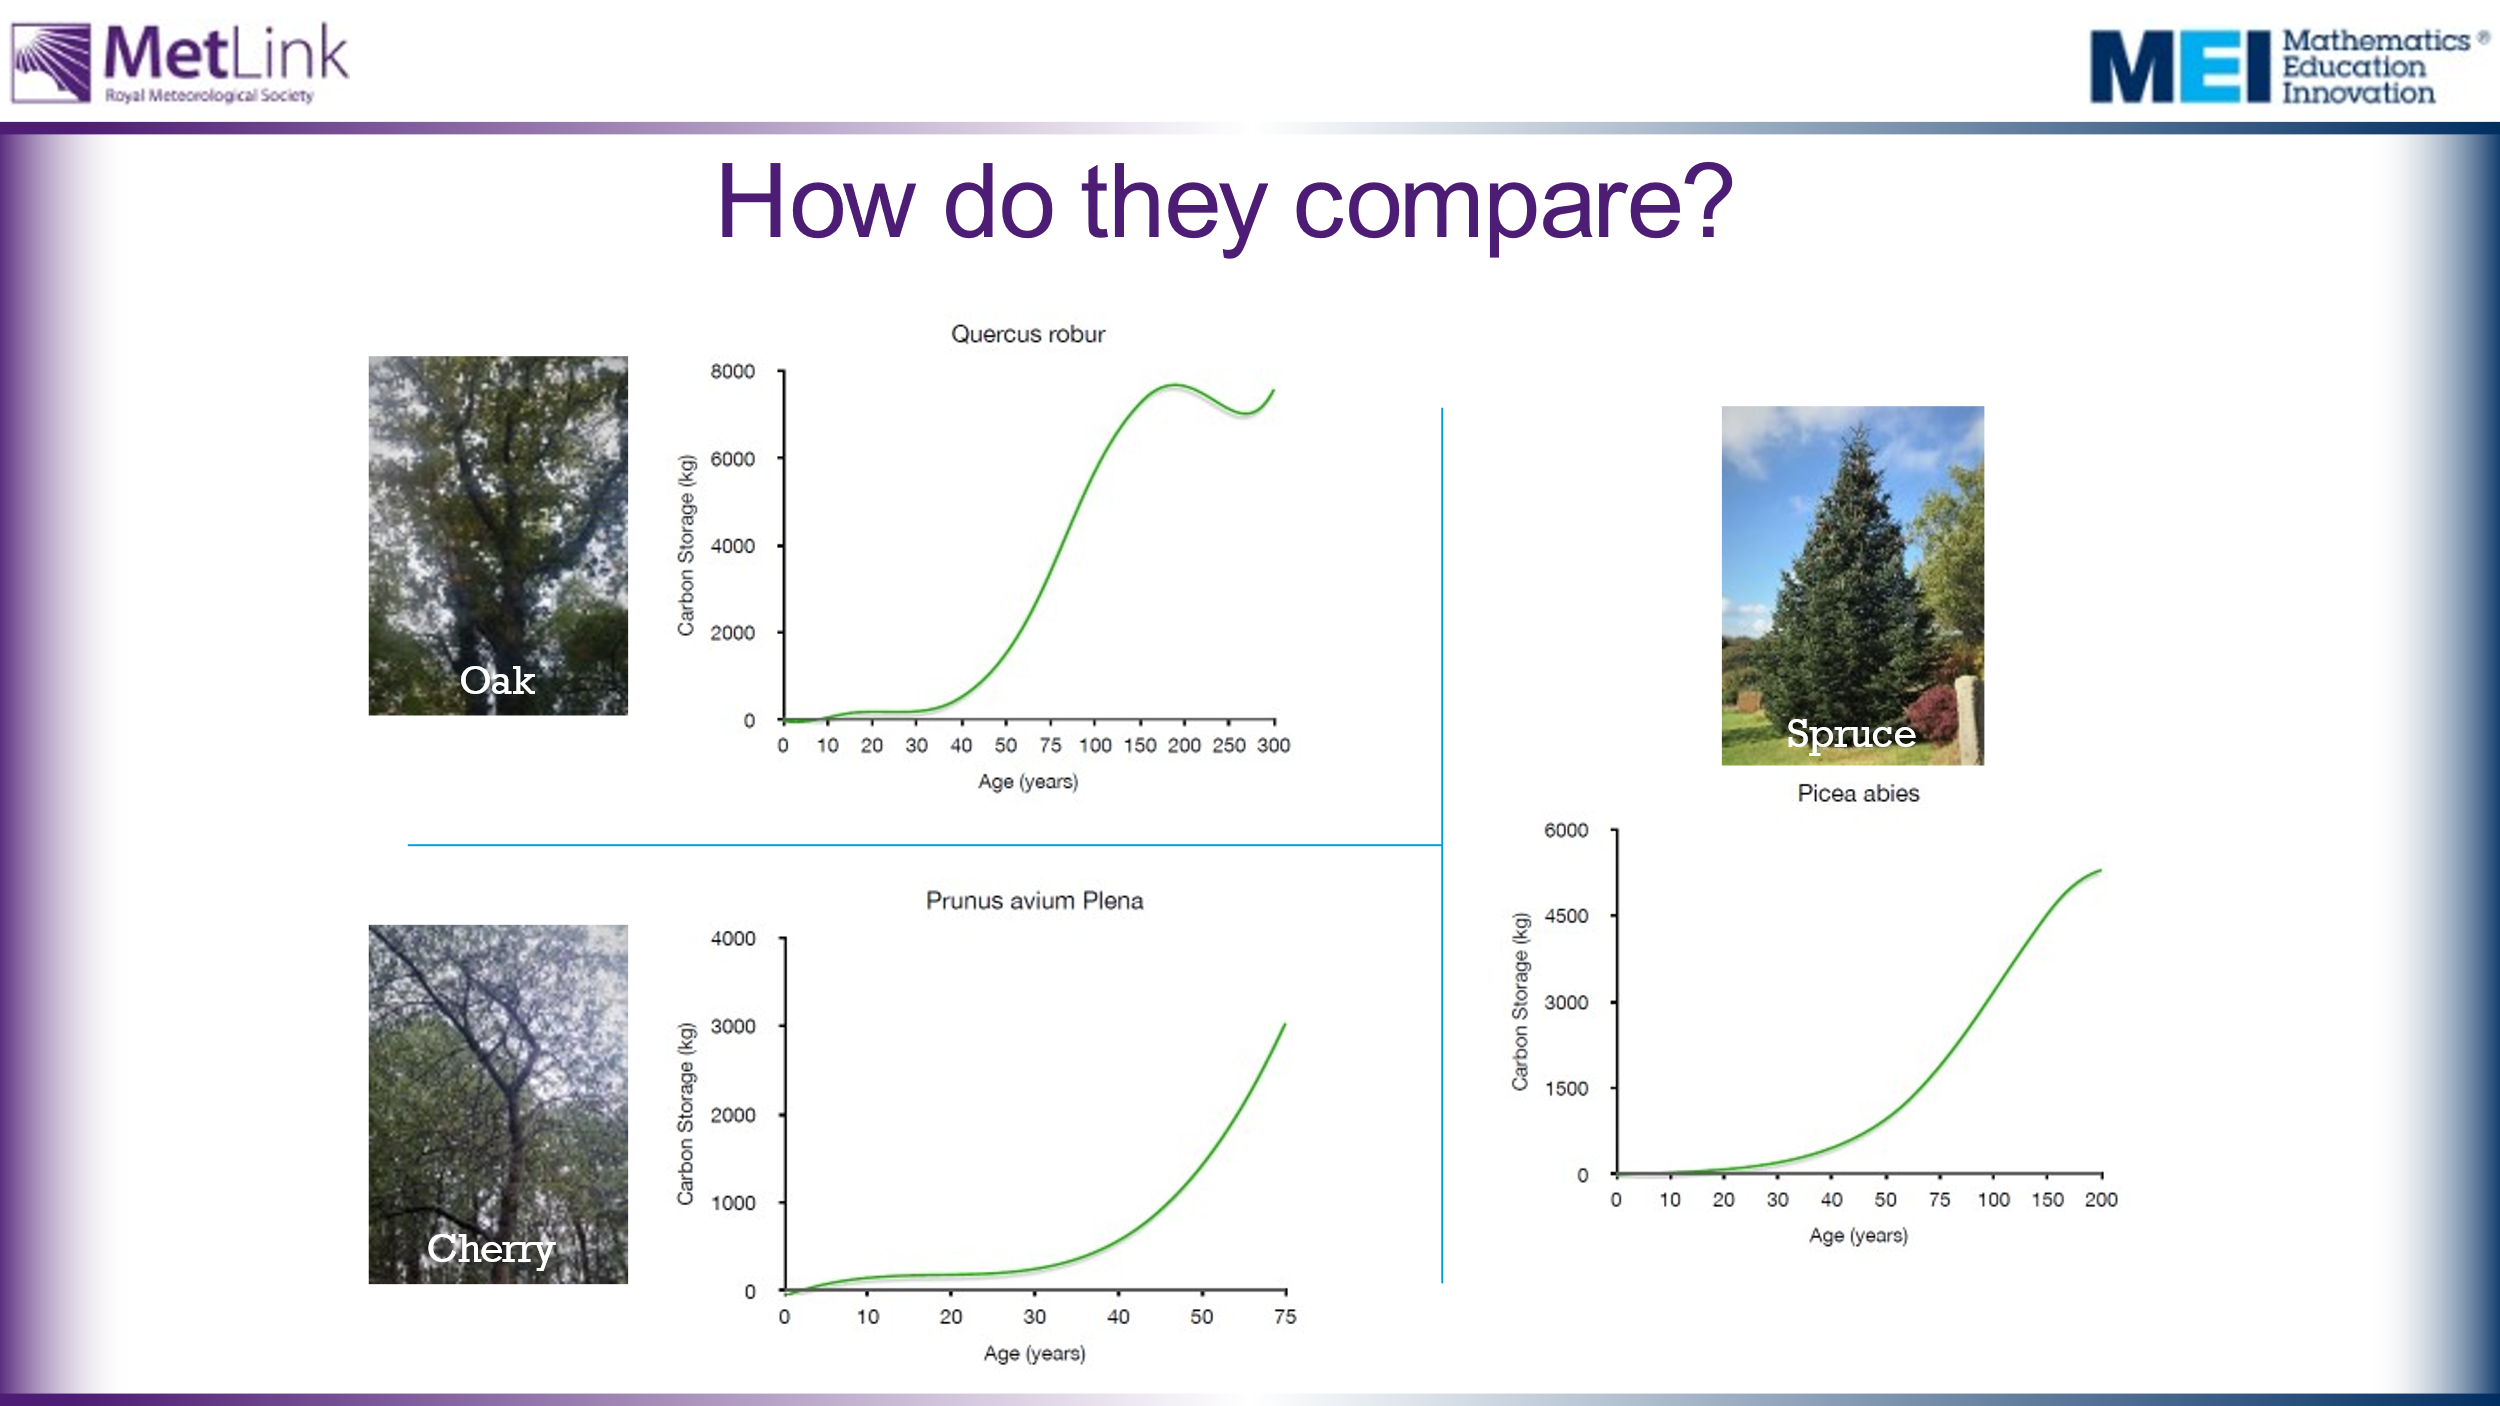 MetLink
Royal Meteorological Society
MEI Mathematics ®
Education
Innovation
How do they compare?
Oak
Quercus robur
Carbon Storage (kg)
8000
6000
4000
2000
0
0 10 20 30 40 50 75 100 150 200 250 300
Age (years)
Cherry
Prunus avium Plena
Carbon Storage (kg)
4000
3000
2000
1000
0
0 10 20 30 40 50 75
Age (years)
Spruce
Picea abies
Carbon Storage (kg)
6000
4500
3000
1500
0
0 10 20 30 40 50 75 100 150 200
Age (years)